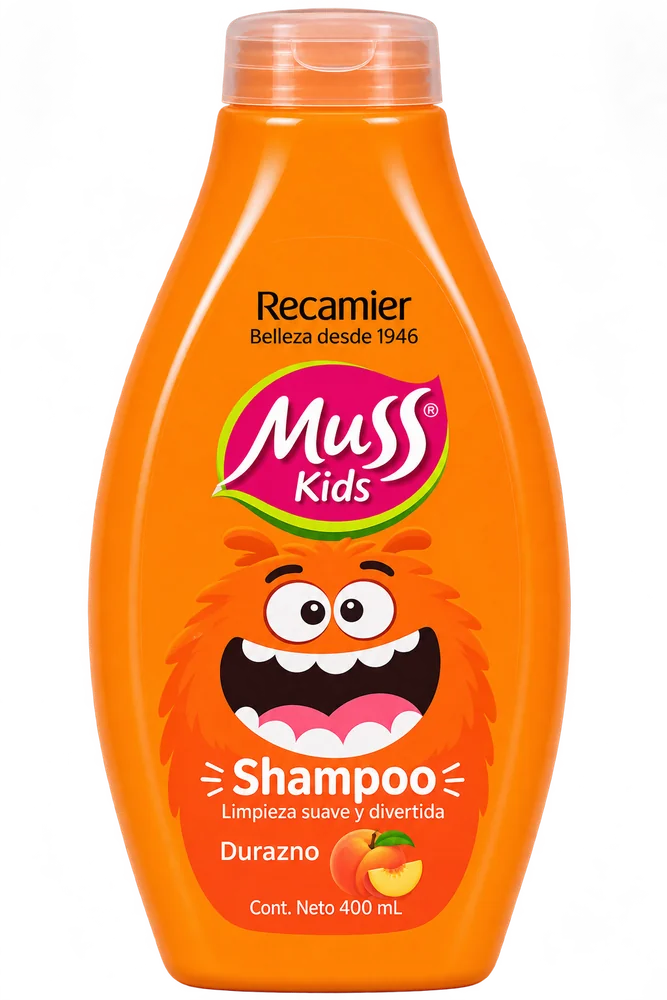 Recamier
Belleza desde 1946
Muss®
Kids
Shampoo
Limpieza suave y divertida
Durazno
Cont. Neto 400 mL